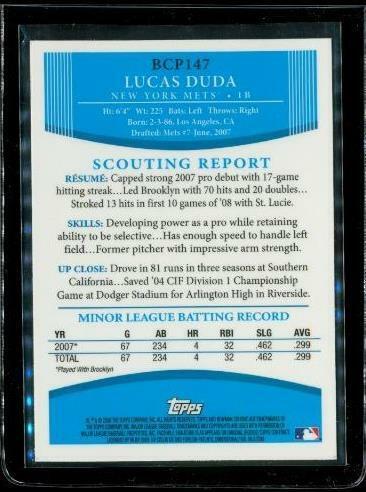 BCP147
LUCAS DUDA
NEW YORK METS • 1B
Ht: 6'4" Wt: 225 Bats: Left Throws: Right
Born: 2-3-86, Los Angeles, CA
Drafted: Mets #7-June, 2007
SCOUTING REPORT
RÉSUMÉ: Capped strong 2007 pro debut with 17-game
hitting streak...Led Brooklyn with 70 hits and 20 doubles...
Stroked 13 hits in first 10 games of '08 with St. Lucie.
SKILLS: Developing power as a pro while retaining
ability to be selective...Has enough speed to handle left
field...Former pitcher with impressive arm strength.
UP CLOSE: Drove in 81 runs in three seasons at Southern
California...Saved '04 CIF Division 1 Championship
Game at Dodger Stadium for Arlington High in Riverside.
MINOR LEAGUE BATTING RECORD
YR G AB HR RBI SLG AVG
2007* 67 234 4 32 .462 .299
TOTAL 67 234 4 32 .462 .299
*Played With Brooklyn
Topps